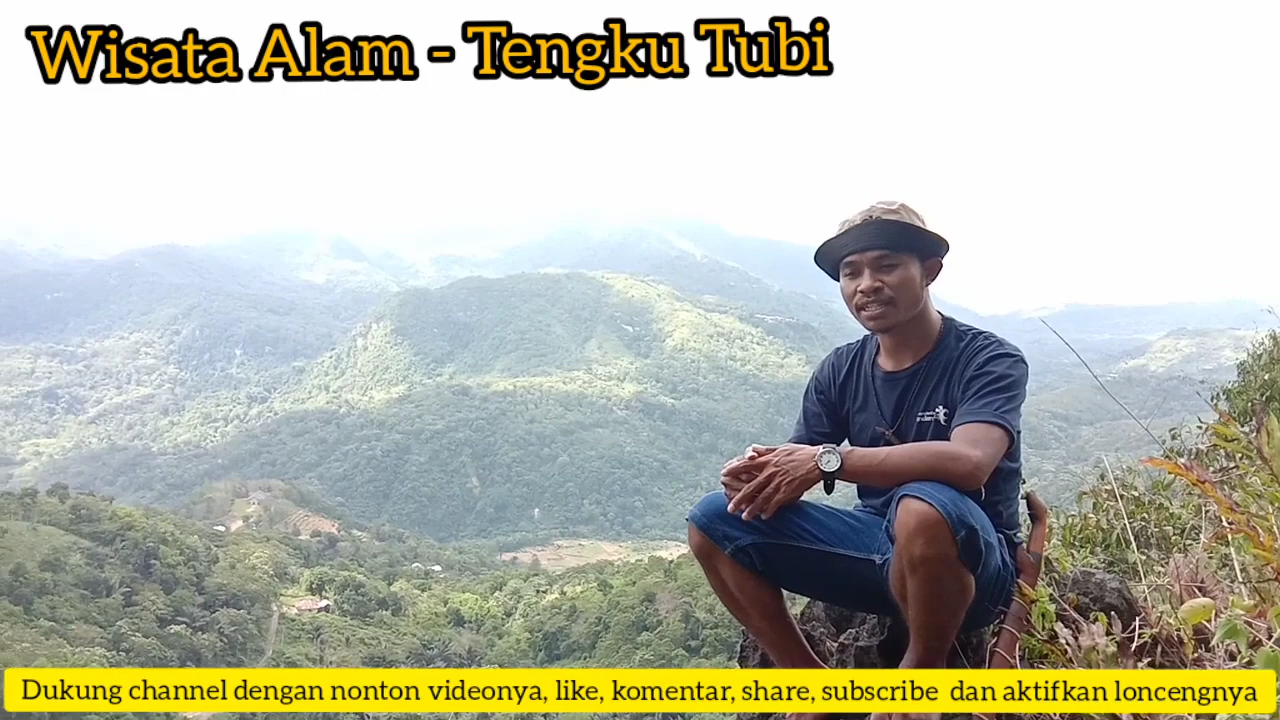 Wisata Alam - Tengku Tubi
Dukung channel dengan nonton videonya, like, komentar, share, subscribe dan aktifkan loncengnya